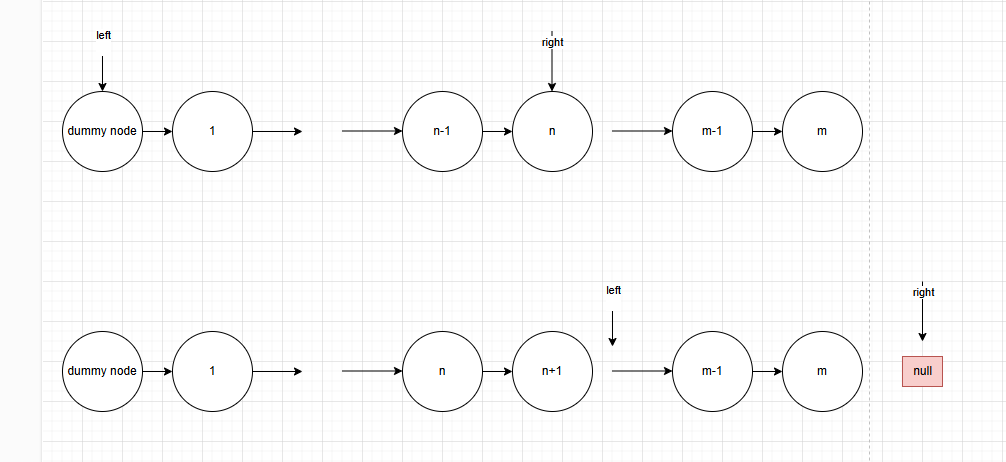 left
right
dummy node
1
n-1
n
m-1
m
left
right
dummy node
1
n
n+1
m-1
m
null